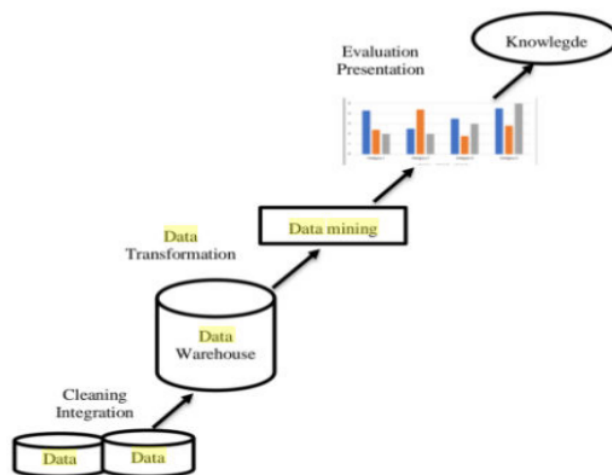 Knowlegde
Evaluation
Presentation
Data mining
Data
Transformation
Data
Warehouse
Cleaning
Integration
Data
Data